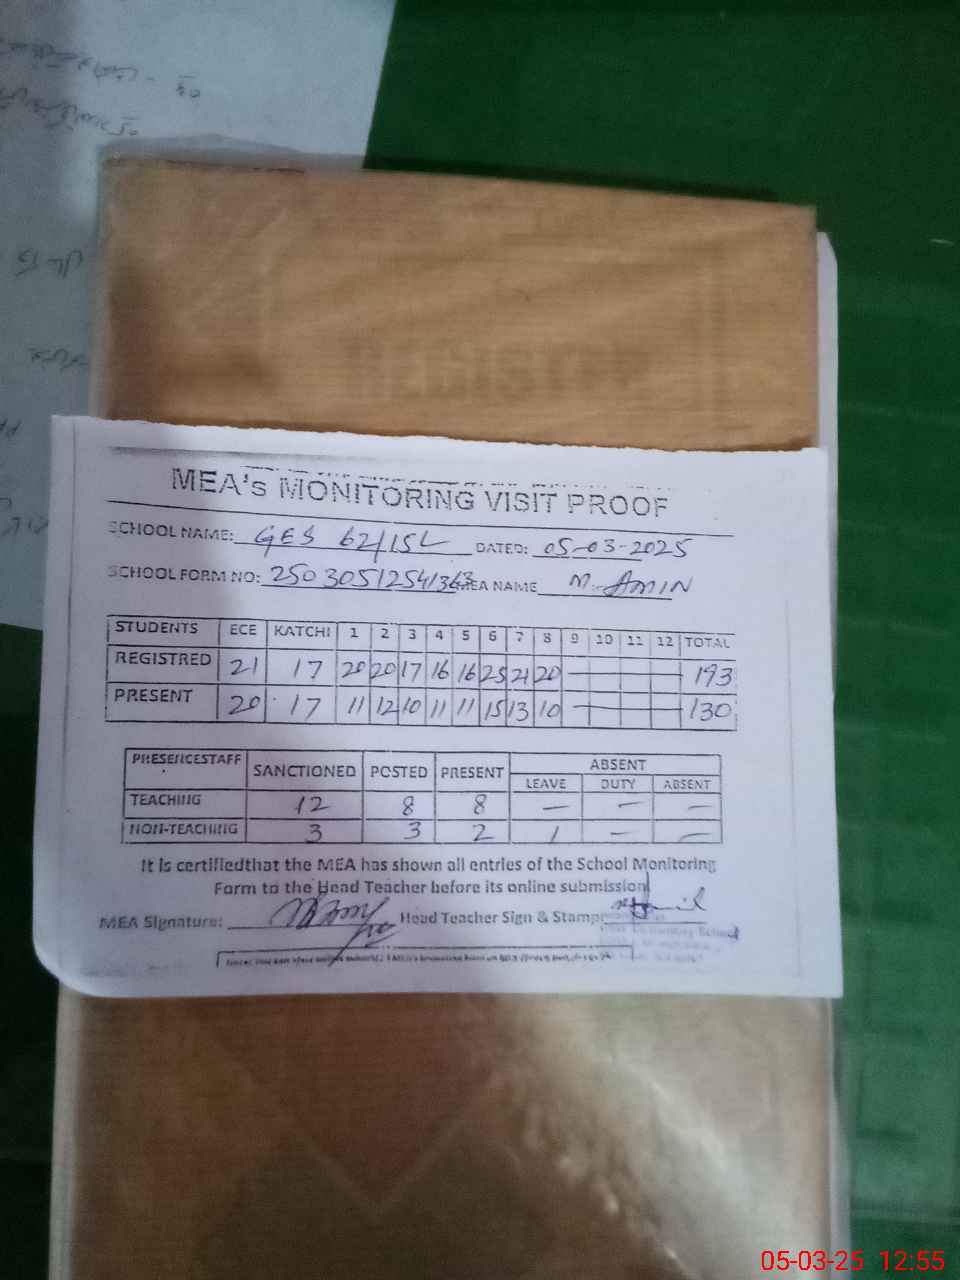 REGISTER
MEA's MONITORING VISIT PROOF
SCHOOL NAME: GES 62/15L DATED: 05-03-2025
SCHOOL FORM NO: 25030512541363 MEA NAME M. AMIN
STUDENTS ECE KATCHI 1 2 3 4 5 6 7 8 9 10 11 12 TOTAL
REGISTRED 21 17 20 20 17 16 16 25 21 20 193
PRESENT 20 17 11 12 10 11 11 15 13 10 130
PRESENCESTAFF SANCTIONED POSTED PRESENT ABSENT
LEAVE DUTY ABSENT
TEACHING 12 8 8 — — —
NON-TEACHING 3 3 2 1 — —
It is certifiedthat the MEA has shown all entries of the School Monitoring
Form to the Head Teacher before its online submission
MEA Signature: Head Teacher Sign & Stamp:
05-03-25 12:55